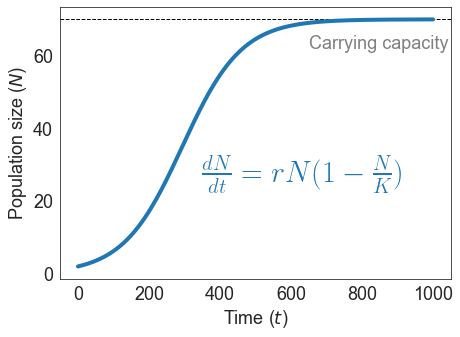 Carrying capacity
60
40
20
0
dN/dt = rN(1 − N/K)
Population size (N)
0 200 400 600 800 1000
Time (t)